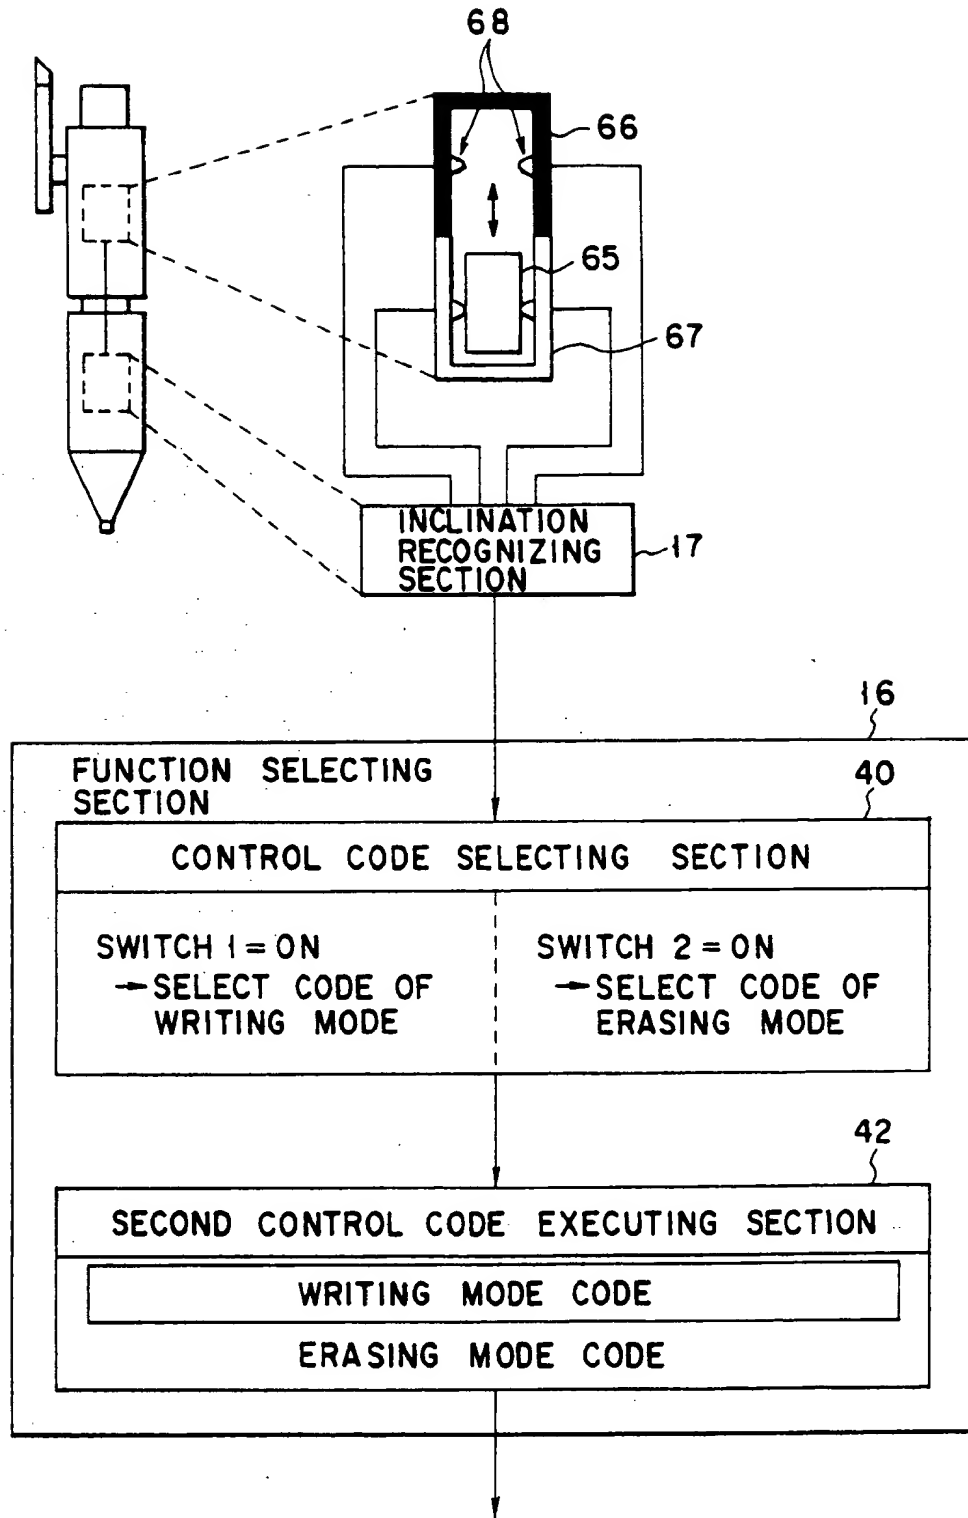 68
66
65
67
INCLINATION
RECOGNIZING
SECTION
17
16
FUNCTION SELECTING
SECTION
40
CONTROL CODE SELECTING SECTION
SWITCH 1 = ON
→ SELECT CODE OF
WRITING MODE
SWITCH 2 = ON
→ SELECT CODE OF
ERASING MODE
42
SECOND CONTROL CODE EXECUTING SECTION
WRITING MODE CODE
ERASING MODE CODE